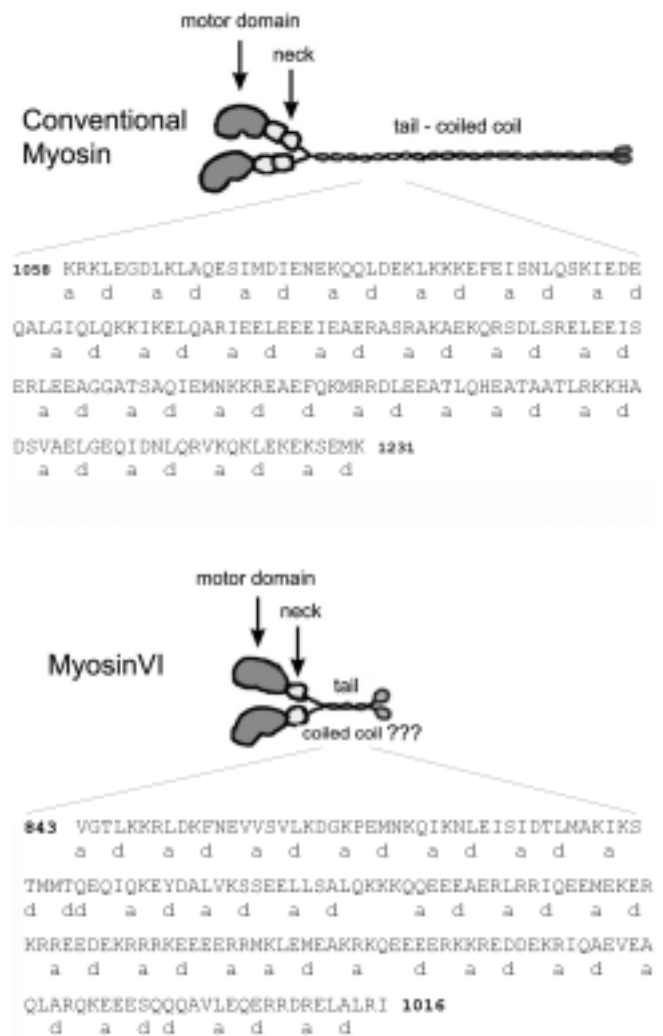 motor domain
neck
Conventional
Myosin
tail - coiled coil
1058 KRKLEGDLKLAQESIMDIENEKQQLDEKLKKKEFEISNLQSKIEDE
a d a d a d a d a d a d a d
QALGIQLQKKIKELQARIEELEEEIEAERASRAKAEKQRSDLSRELEEIS
a d a d a d a d a d a d a d
ERLEEAGGATSAQIEMNKKREAEFQKMRRDLEEATLQHEATAATLRKKHA
a d a d a d a d a d a d a d
DSVAELGEQIDNLQRVKQKLEKEKSEMK 1231
a d a d a d a d
motor domain
neck
MyosinVI
tail
coiled coil ???
843 VGTLKKRLDKFNEVVSVLKDGKPEMNKQIKNLEISIDTLMAKIKS
a d a d a d a d a d a d a
TMMTQEQIQKEYDALVKSSEELLSALQKKKQQEEEAERLRRIQEEMEKER
d dd a d a d a d a d a d a d
KRREEDEKRRRKEEEERRMKLEMEAKRKQEEEERKKREDDEKRIQAEVEA
a d a d a a d a d a d a d a
QLARQKEEESQQQAVLEQERRDRELALRI 1016
d a d d a d a d